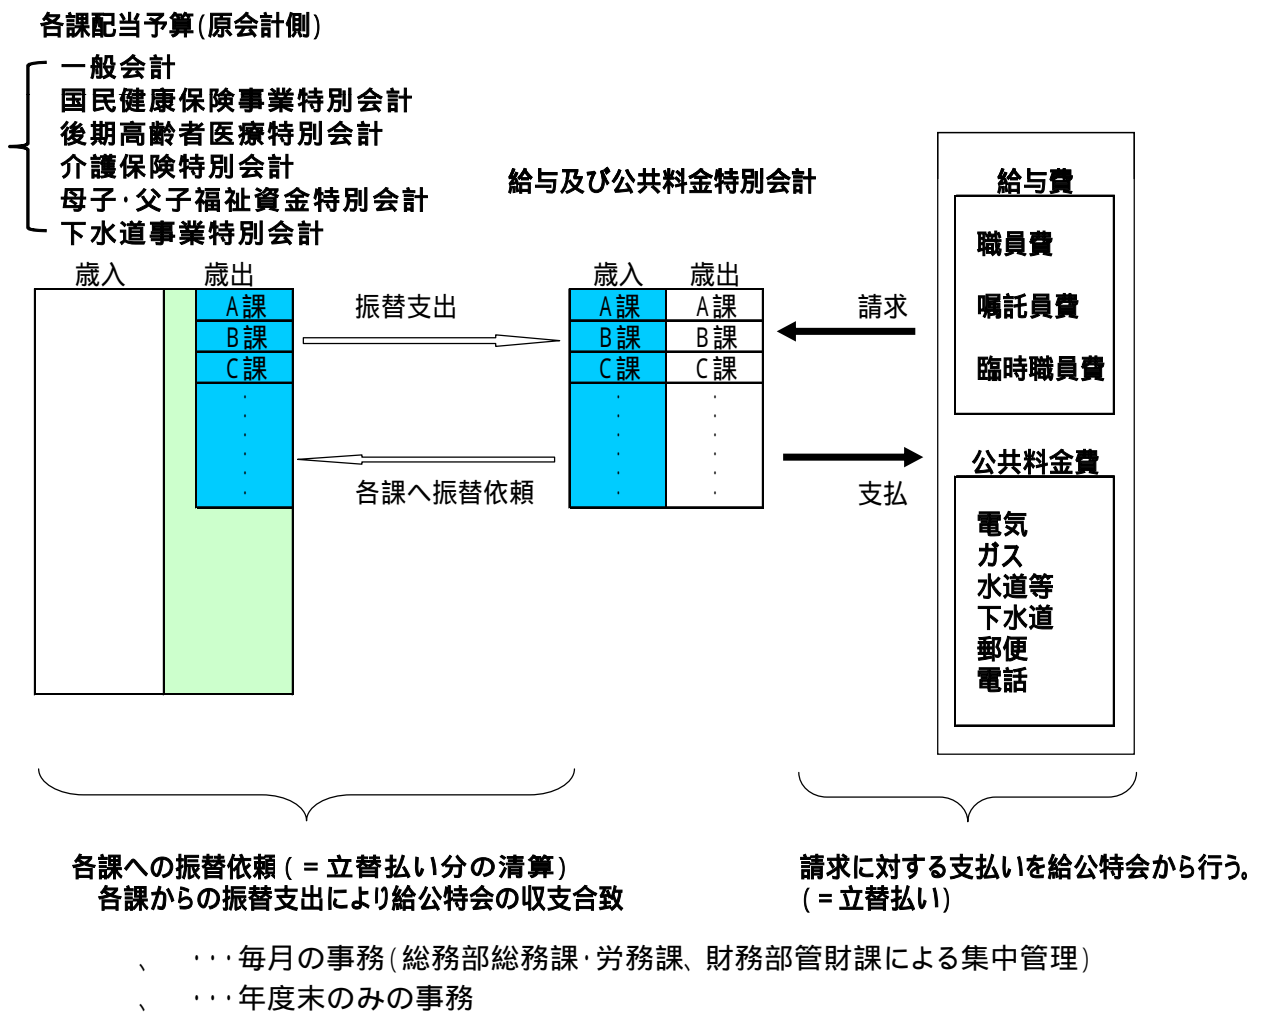 各課配当予算(原会計側)
一般会計
国民健康保険事業特別会計
後期高齢者医療特別会計
介護保険特別会計
母子・父子福祉資金特別会計
下水道事業特別会計
歳入 歳出
A課
B課
C課
・
・
・
・
・
・
振替支出
各課へ振替依頼
給与及び公共料金特別会計
歳入 歳出
A課 A課
B課 B課
C課 C課
・ ・
・ ・
・ ・
・ ・
・ ・
・ ・
請求
支払
給与費
職員費
嘱託員費
臨時職員費
公共料金費
電気
ガス
水道等
下水道
郵便
電話
各課への振替依頼(=立替払い分の清算)
各課からの振替支出により給公特会の収支合致
請求に対する支払いを給公特会から行う。
(=立替払い)
、 ・・・毎月の事務(総務部総務課・労務課、財務部管財課による集中管理)
、 ・・・年度末のみの事務